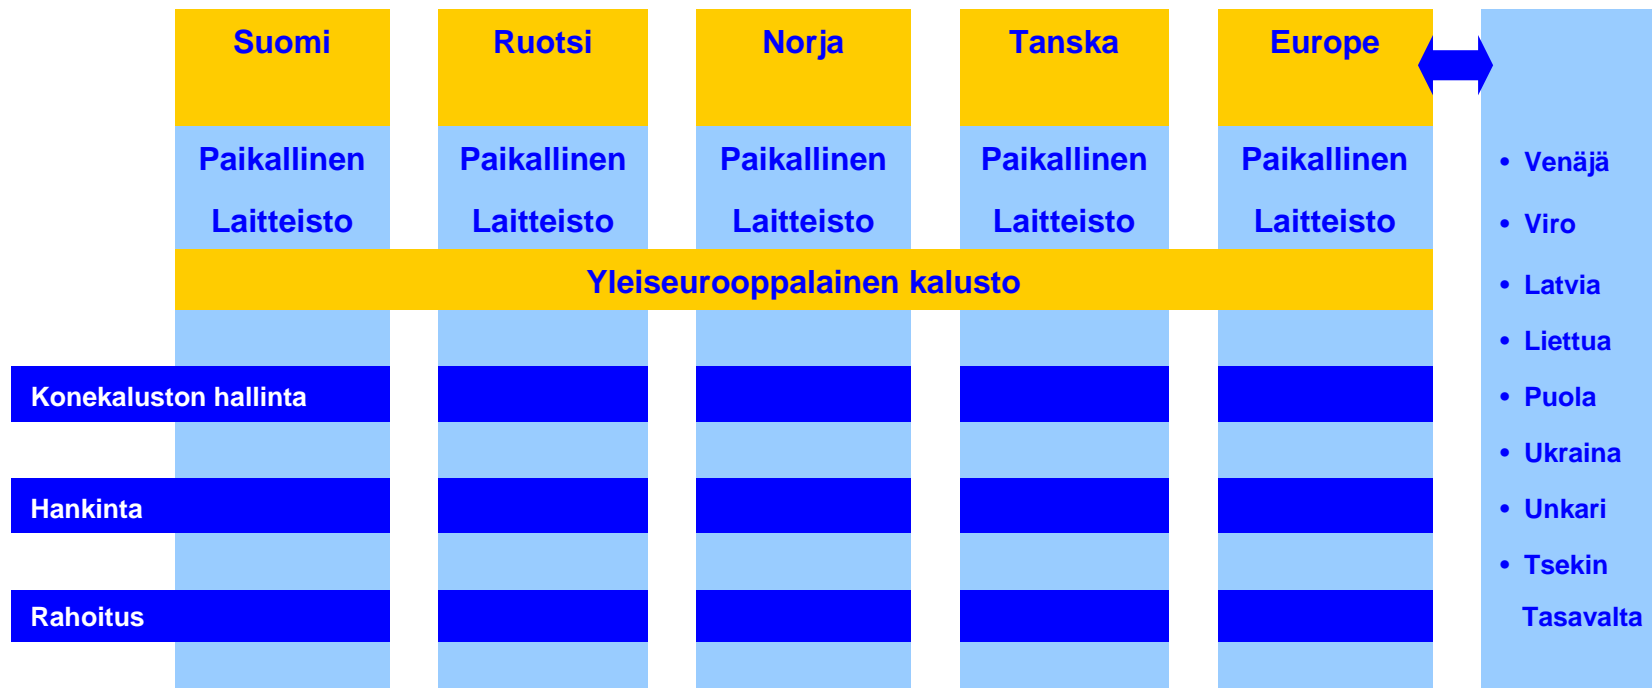 Suomi Ruotsi Norja Tanska Europe
Paikallinen Paikallinen Paikallinen Paikallinen Paikallinen
Laitteisto Laitteisto Laitteisto Laitteisto Laitteisto
Yleiseurooppalainen kalusto
Konekaluston hallinta
Hankinta
Rahoitus
• Venäjä
• Viro
• Latvia
• Liettua
• Puola
• Ukraina
• Unkari
• Tsekin
Tasavalta